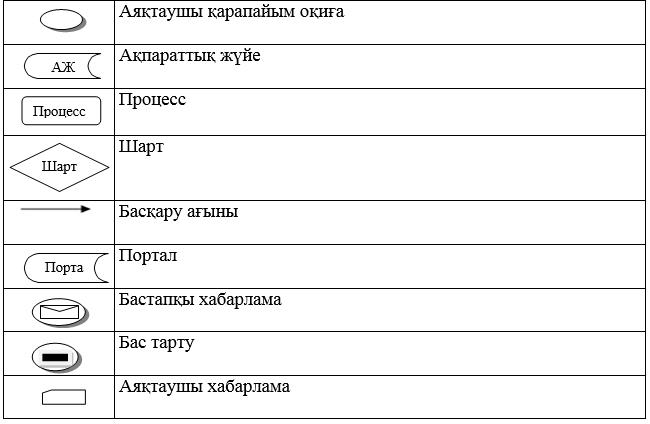 Аяқтаушы қарапайым оқиға
АЖ Ақпараттық жүйе
Процесс Процесс
Шарт Шарт
Басқару ағыны
Порта Портал
Бастапқы хабарлама
Бас тарту
Аяқтаушы хабарлама